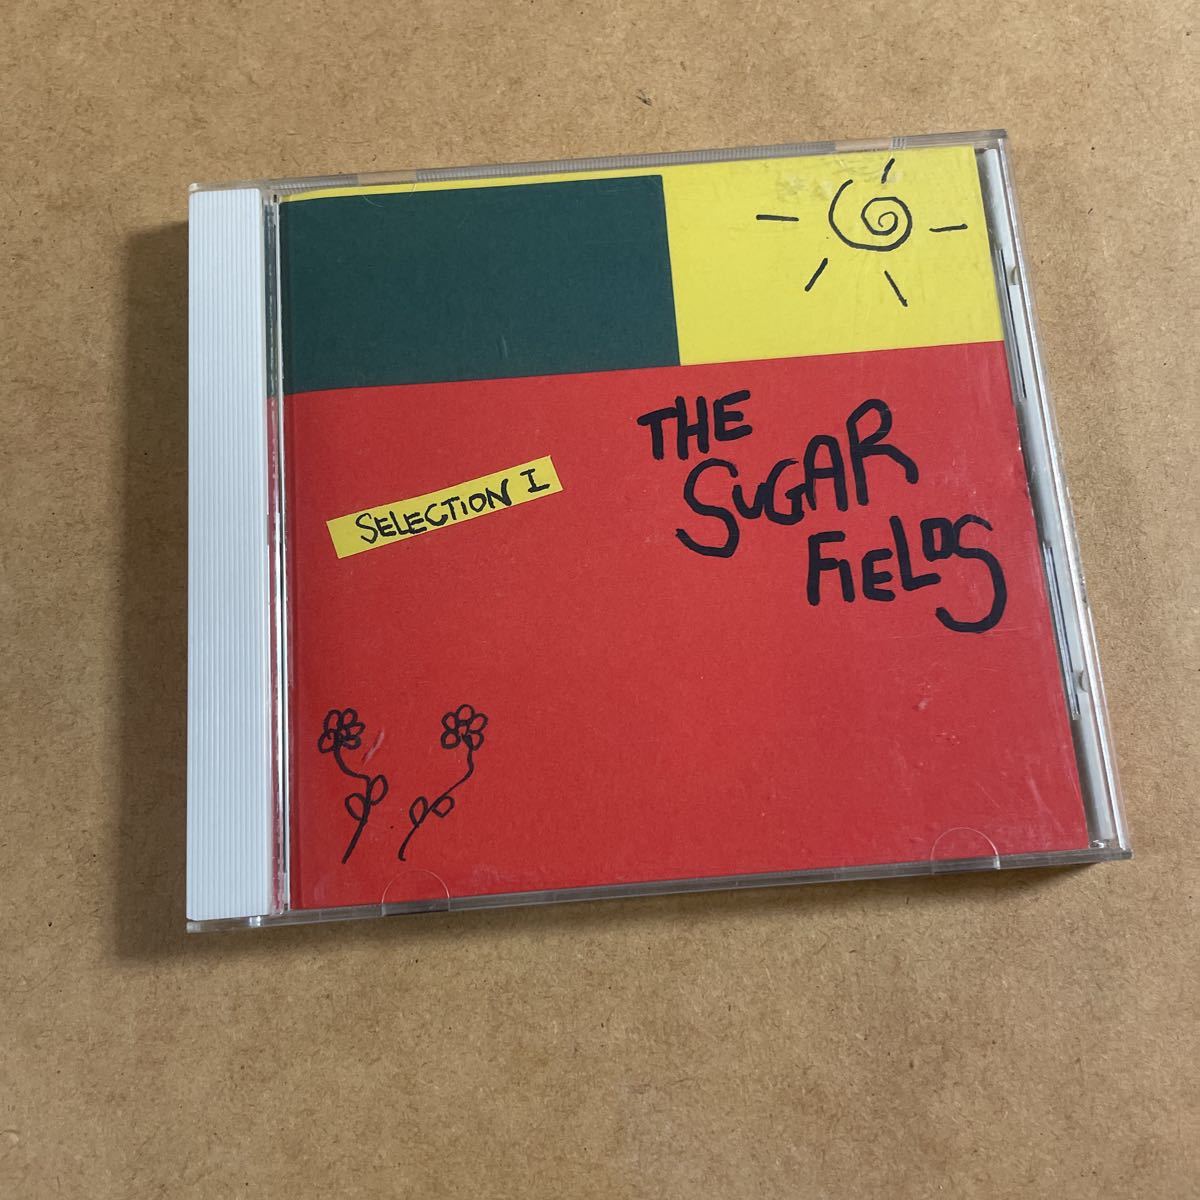 THE
SUGAR
FIELDS
SELECTION I